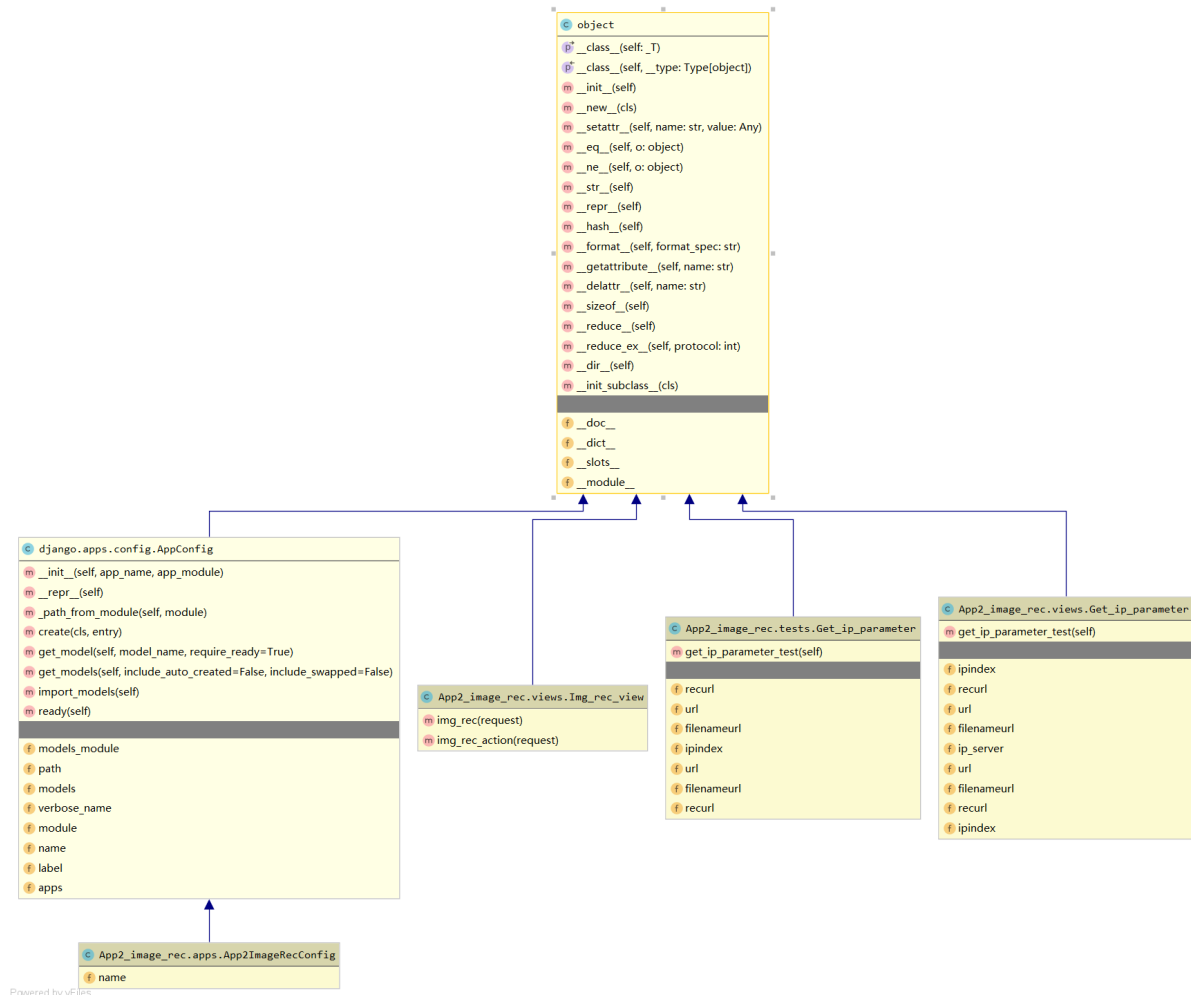 object
__class__(self: _T)
__class__(self, __type: Type[object])
__init__(self)
__new__(cls)
__setattr__(self, name: str, value: Any)
__eq__(self, o: object)
__ne__(self, o: object)
__str__(self)
__repr__(self)
__hash__(self)
__format__(self, format_spec: str)
__getattribute__(self, name: str)
__delattr__(self, name: str)
__sizeof__(self)
__reduce__(self)
__reduce_ex__(self, protocol: int)
__dir__(self)
__init_subclass__(cls)
__doc__
__dict__
__slots__
__module__
django.apps.config.AppConfig
__init__(self, app_name, app_module)
__repr__(self)
_path_from_module(self, module)
create(cls, entry)
get_model(self, model_name, require_ready=True)
get_models(self, include_auto_created=False, include_swapped=False)
import_models(self)
ready(self)
models_module
path
models
verbose_name
module
name
label
apps
App2_image_rec.views.Img_rec_view
img_rec(request)
img_rec_action(request)
App2_image_rec.tests.Get_ip_parameter
get_ip_parameter_test(self)
recurl
url
filenameurl
ipindex
url
filenameurl
recurl
App2_image_rec.views.Get_ip_parameter
get_ip_parameter_test(self)
ipindex
recurl
url
filenameurl
ip_server
url
filenameurl
recurl
ipindex
App2_image_rec.apps.App2ImageRecConfig
name
Powered by yFiles